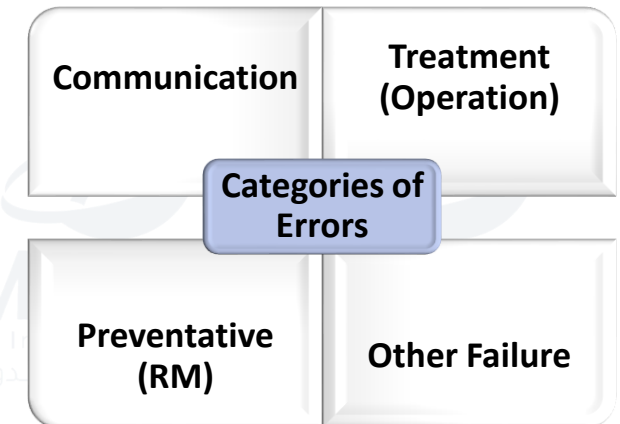 Communication
Treatment
(Operation)
Categories of
Errors
Preventative
(RM)
Other Failure